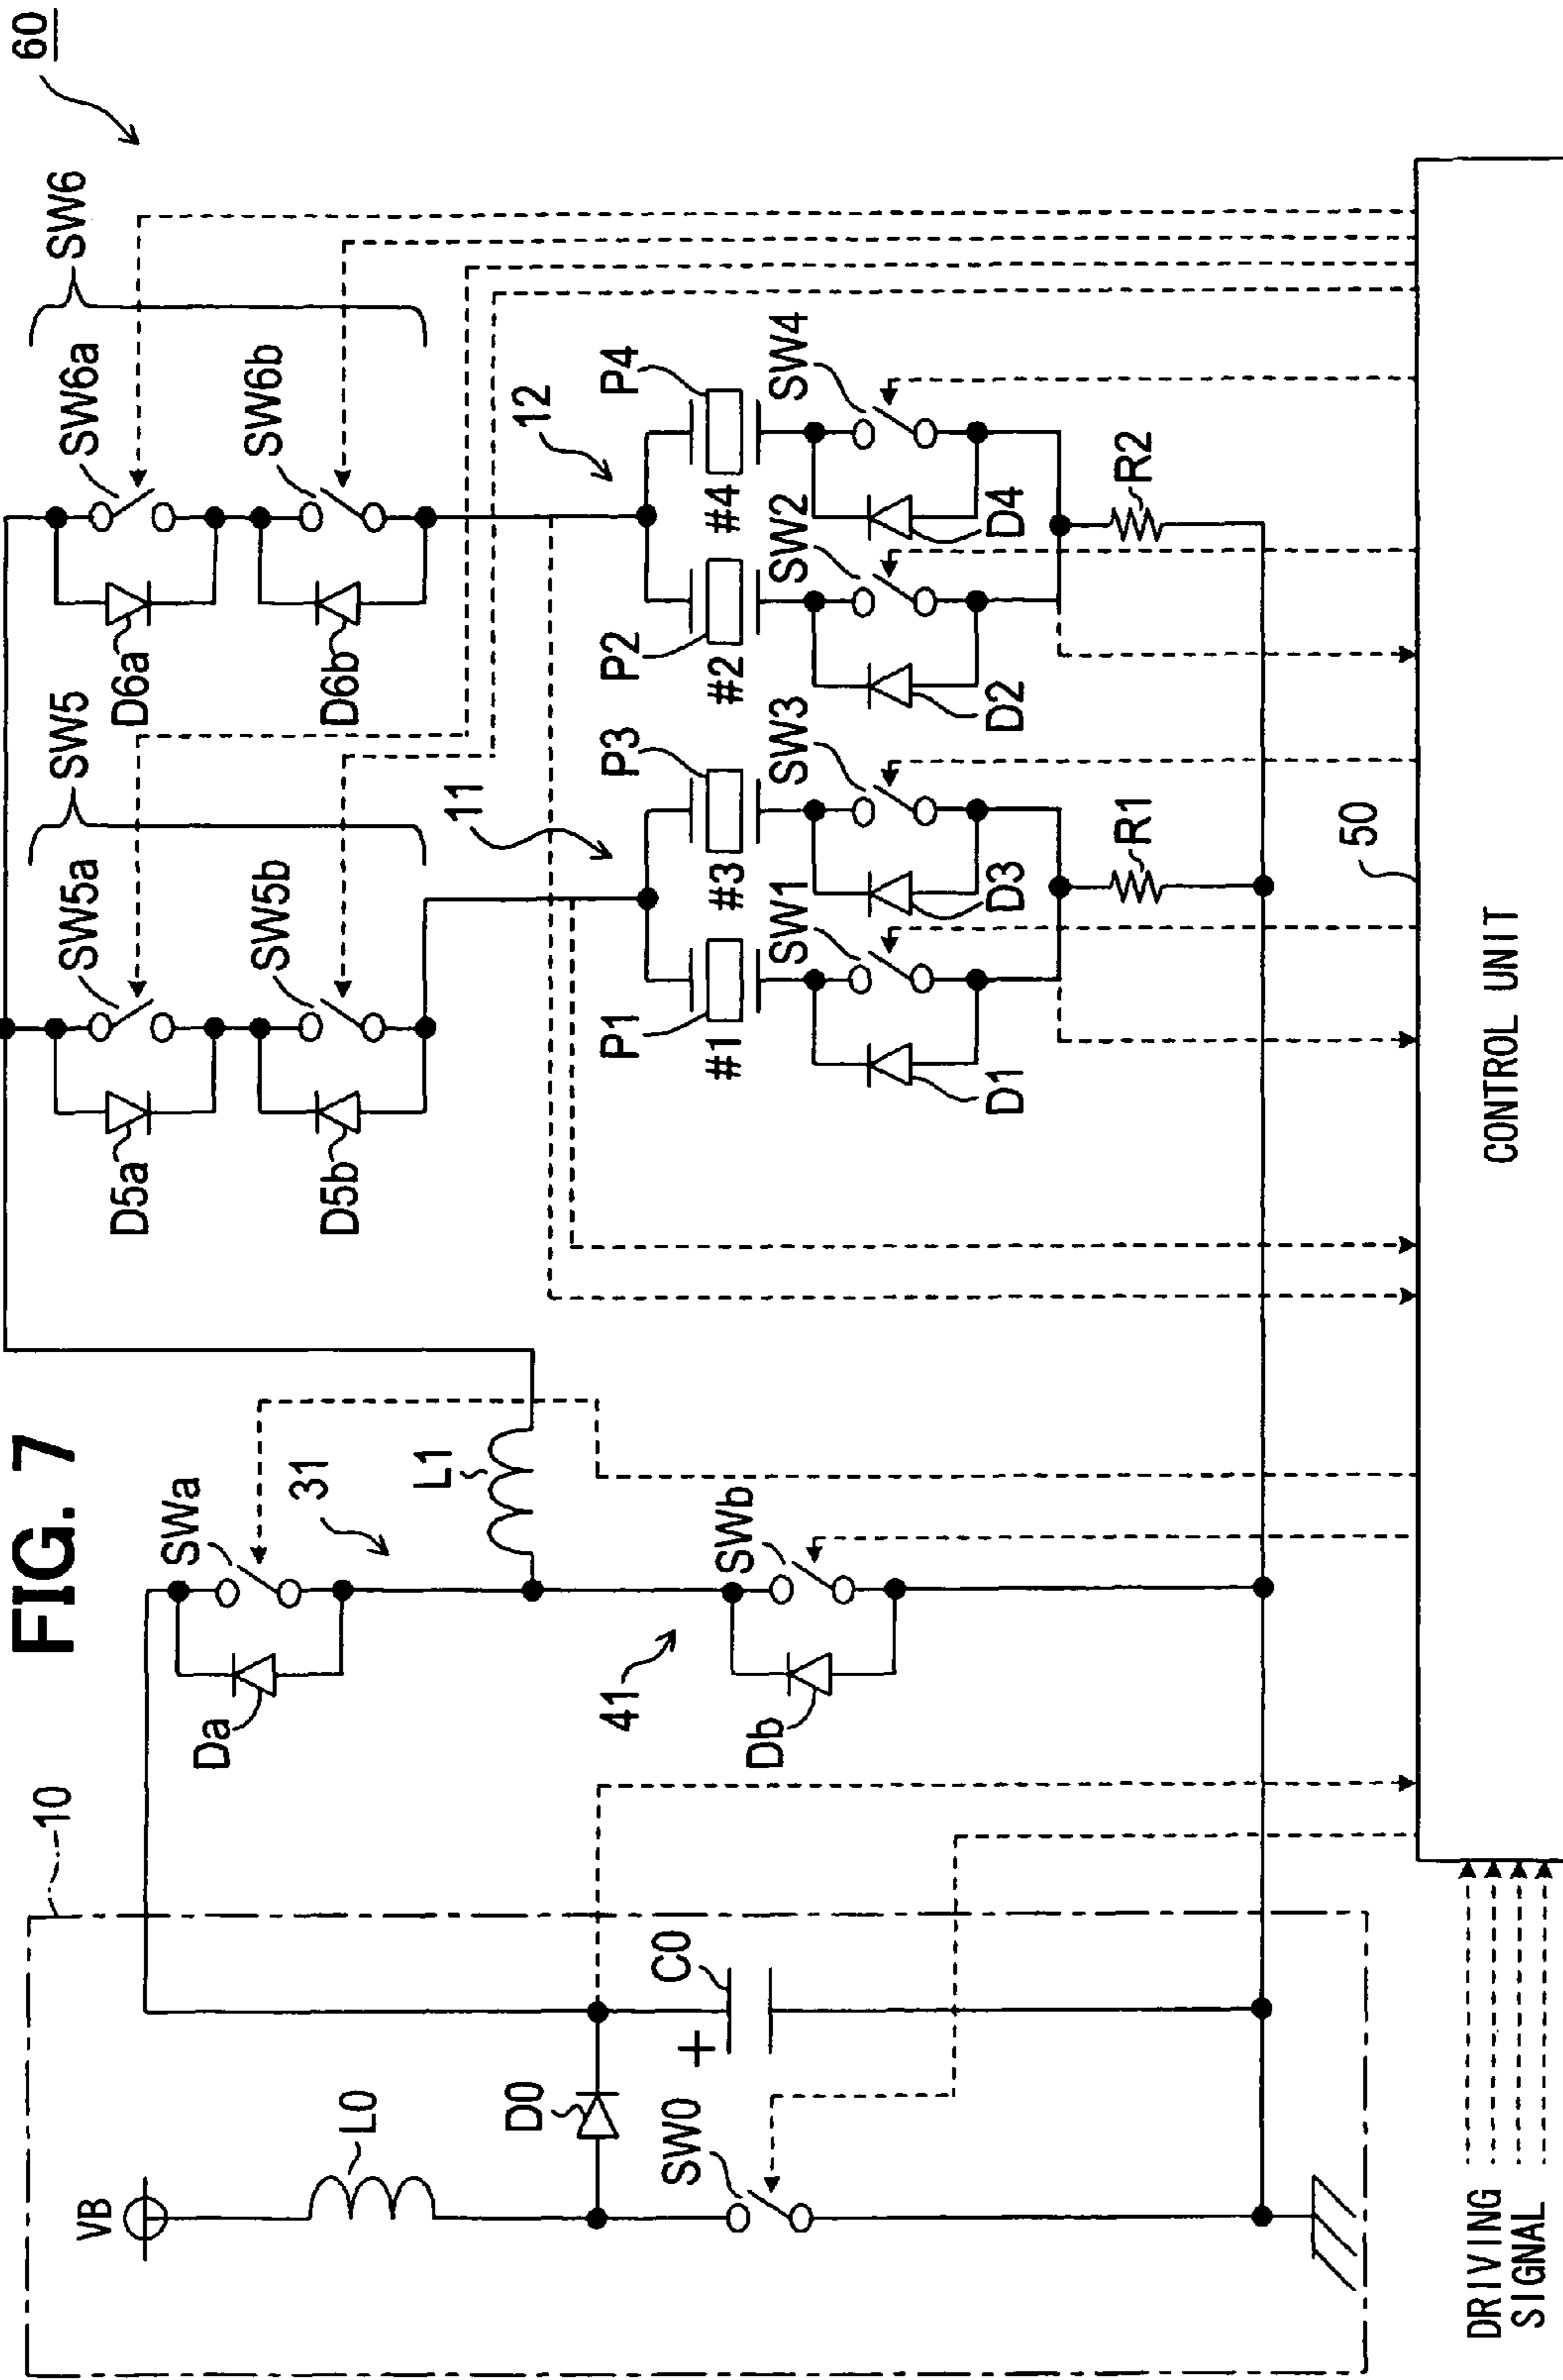 FIG. 7
60
10
VB
L0
D0
SW0
C0
+
Da
SWa
31
L1
41
Db
SWb
SW5
SW5a
D5a
SW5b
D5b
SW6
SW6a
D6a
SW6b
D6b
11
12
P1
#1
P3
#3
P2
#2
P4
#4
SW1
D1
SW3
D3
SW2
D2
SW4
D4
R1
R2
50
CONTROL UNIT
DRIVING
SIGNAL